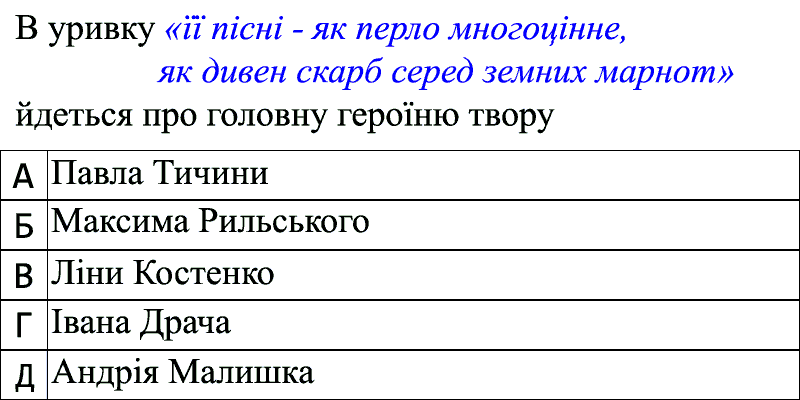 В уривку «її пісні - як перло многоцінне,
як дивен скарб серед земних марнот»
йдеться про головну героїню твору
А Павла Тичини
Б Максима Рильського
В Ліни Костенко
Г Івана Драча
Д Андрія Малишка